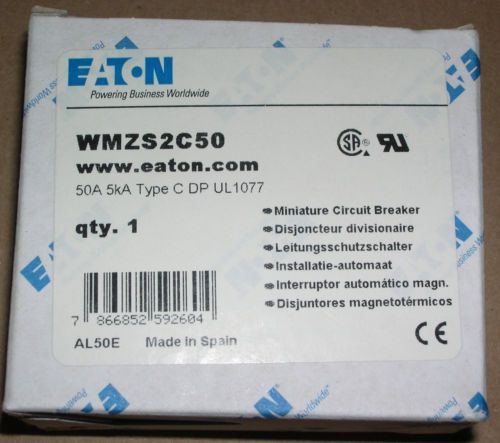 EATON
Powering Business Worldwide
WMZS2C50
www.eaton.com
50A 5kA Type C DP UL1077
qty. 1
Miniature Circuit Breaker
Disjoncteur divisionaire
Leitungsschutzschalter
Installatie-automaat
Interruptor automático magn.
Disjuntores magnetotérmicos
7 866852 592604
AL50E Made in Spain
CE